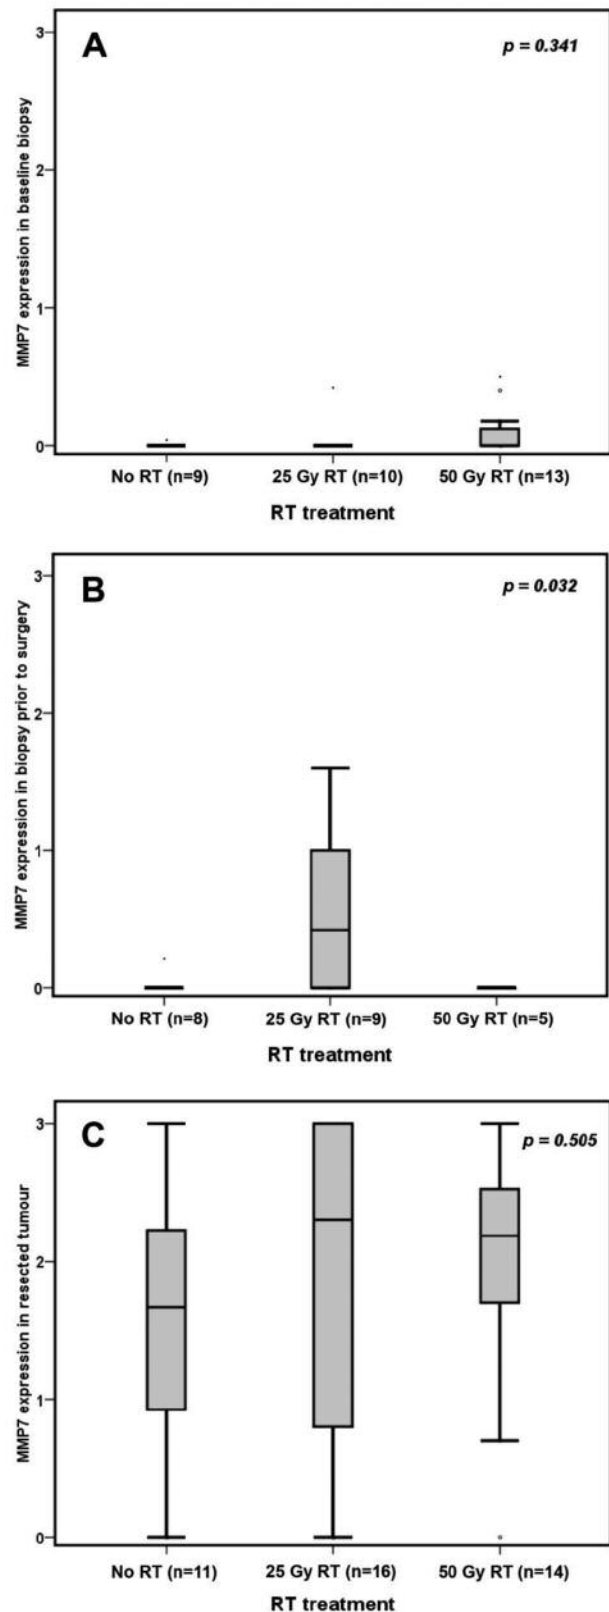 A
p = 0.341
MMP7 expression in baseline biopsy
3
2
1
0
No RT (n=9) 25 Gy RT (n=10) 50 Gy RT (n=13)
RT treatment
B
p = 0.032
MMP7 expression in biopsy prior to surgery
3
2
1
0
No RT (n=8) 25 Gy RT (n=9) 50 Gy RT (n=5)
RT treatment
C
p = 0.505
MMP7 expression in resected tumour
3
2
1
0
No RT (n=11) 25 Gy RT (n=16) 50 Gy RT (n=14)
RT treatment